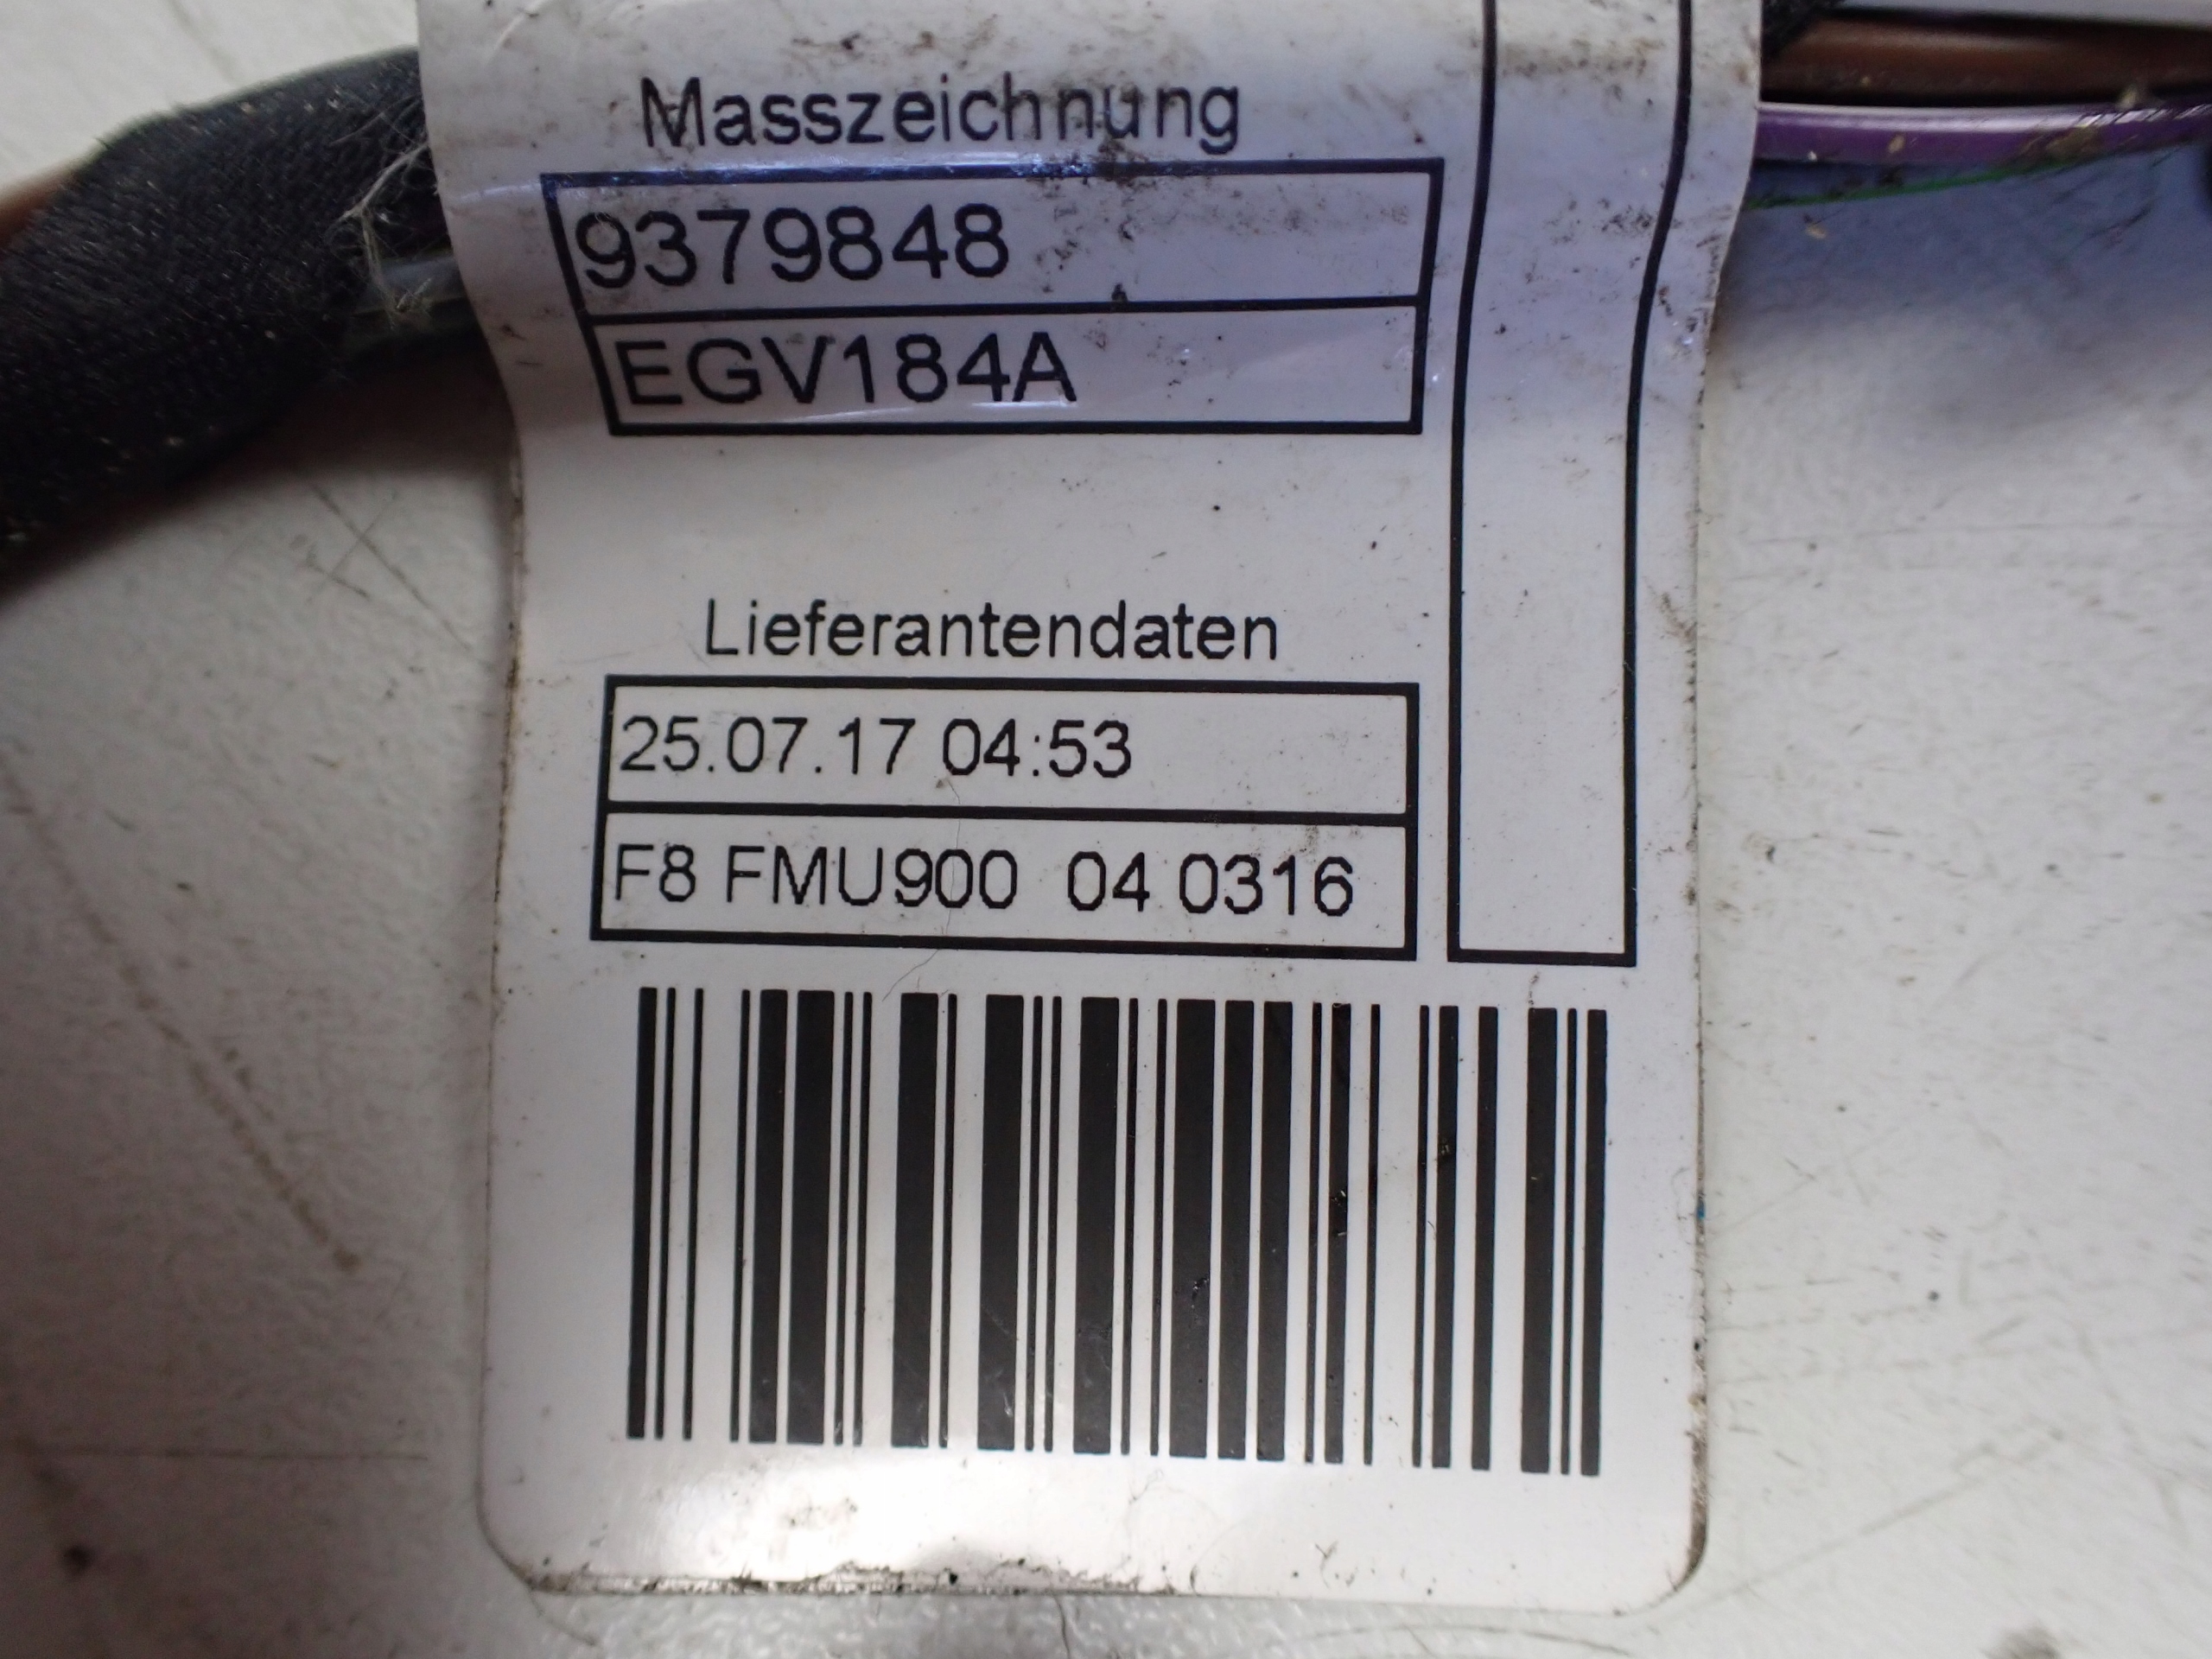 Masszeichnung
9379848
EGV184A
Lieferantendaten
25.07.17 04:53
F8 FMU900 04 0316